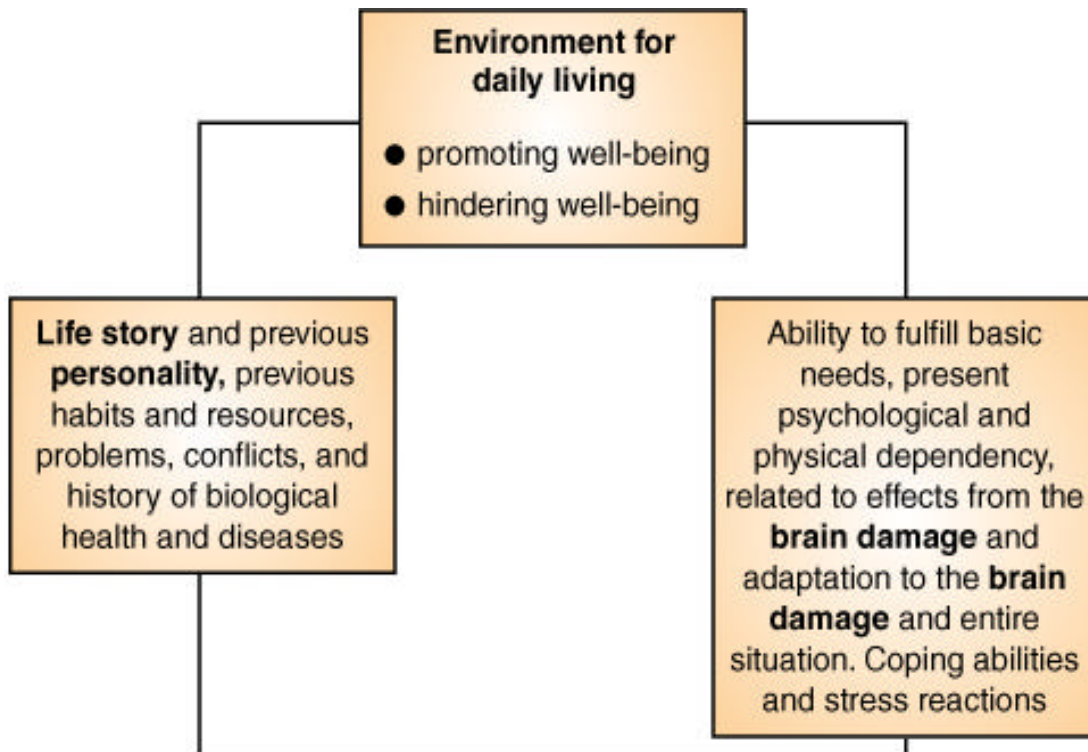 Environment for
daily living
● promoting well-being
● hindering well-being
Life story and previous
personality, previous
habits and resources,
problems, conflicts, and
history of biological
health and diseases
Ability to fulfill basic
needs, present
psychological and
physical dependency,
related to effects from the
brain damage and
adaptation to the brain
damage and entire
situation. Coping abilities
and stress reactions